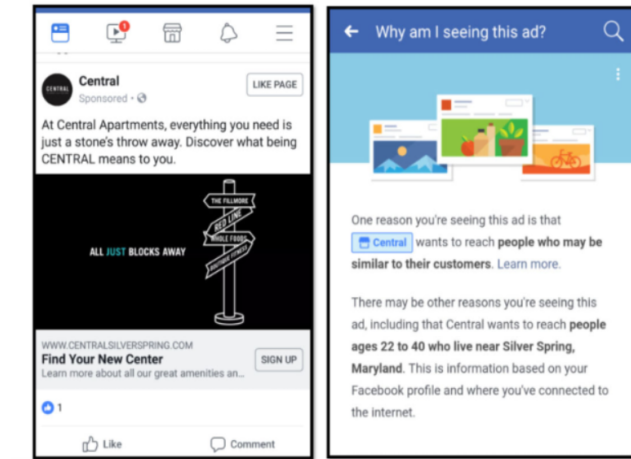 1
CENTRAL
Central
Sponsored ·
LIKE PAGE
At Central Apartments, everything you need is
just a stone's throw away. Discover what being
CENTRAL means to you.
THE FILLMORE
RED LINE
WHOLE FOODS
BOUTIQUE FITNESS
ALL JUST BLOCKS AWAY
WWW.CENTRALSILVERSPRING.COM
Find Your New Center
Learn more about all our great amenities an...
SIGN UP
1
Like
Comment
Why am I seeing this ad?
One reason you're seeing this ad is that
Central wants to reach people who may be
similar to their customers. Learn more.
There may be other reasons you're seeing this
ad, including that Central wants to reach people
ages 22 to 40 who live near Silver Spring,
Maryland. This is information based on your
Facebook profile and where you've connected to
the internet.